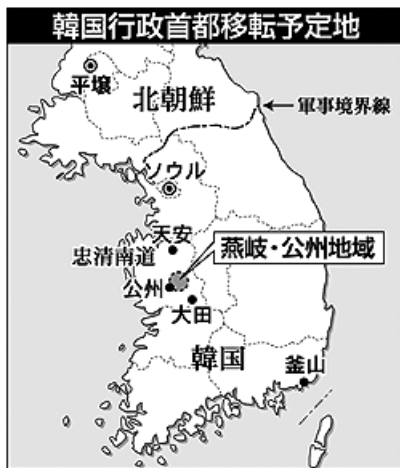 韓国行政首都移転予定地
平壌
北朝鮮
軍事境界線
ソウル
天安
忠清南道
燕岐・公州地域
公州
大田
韓国
釜山